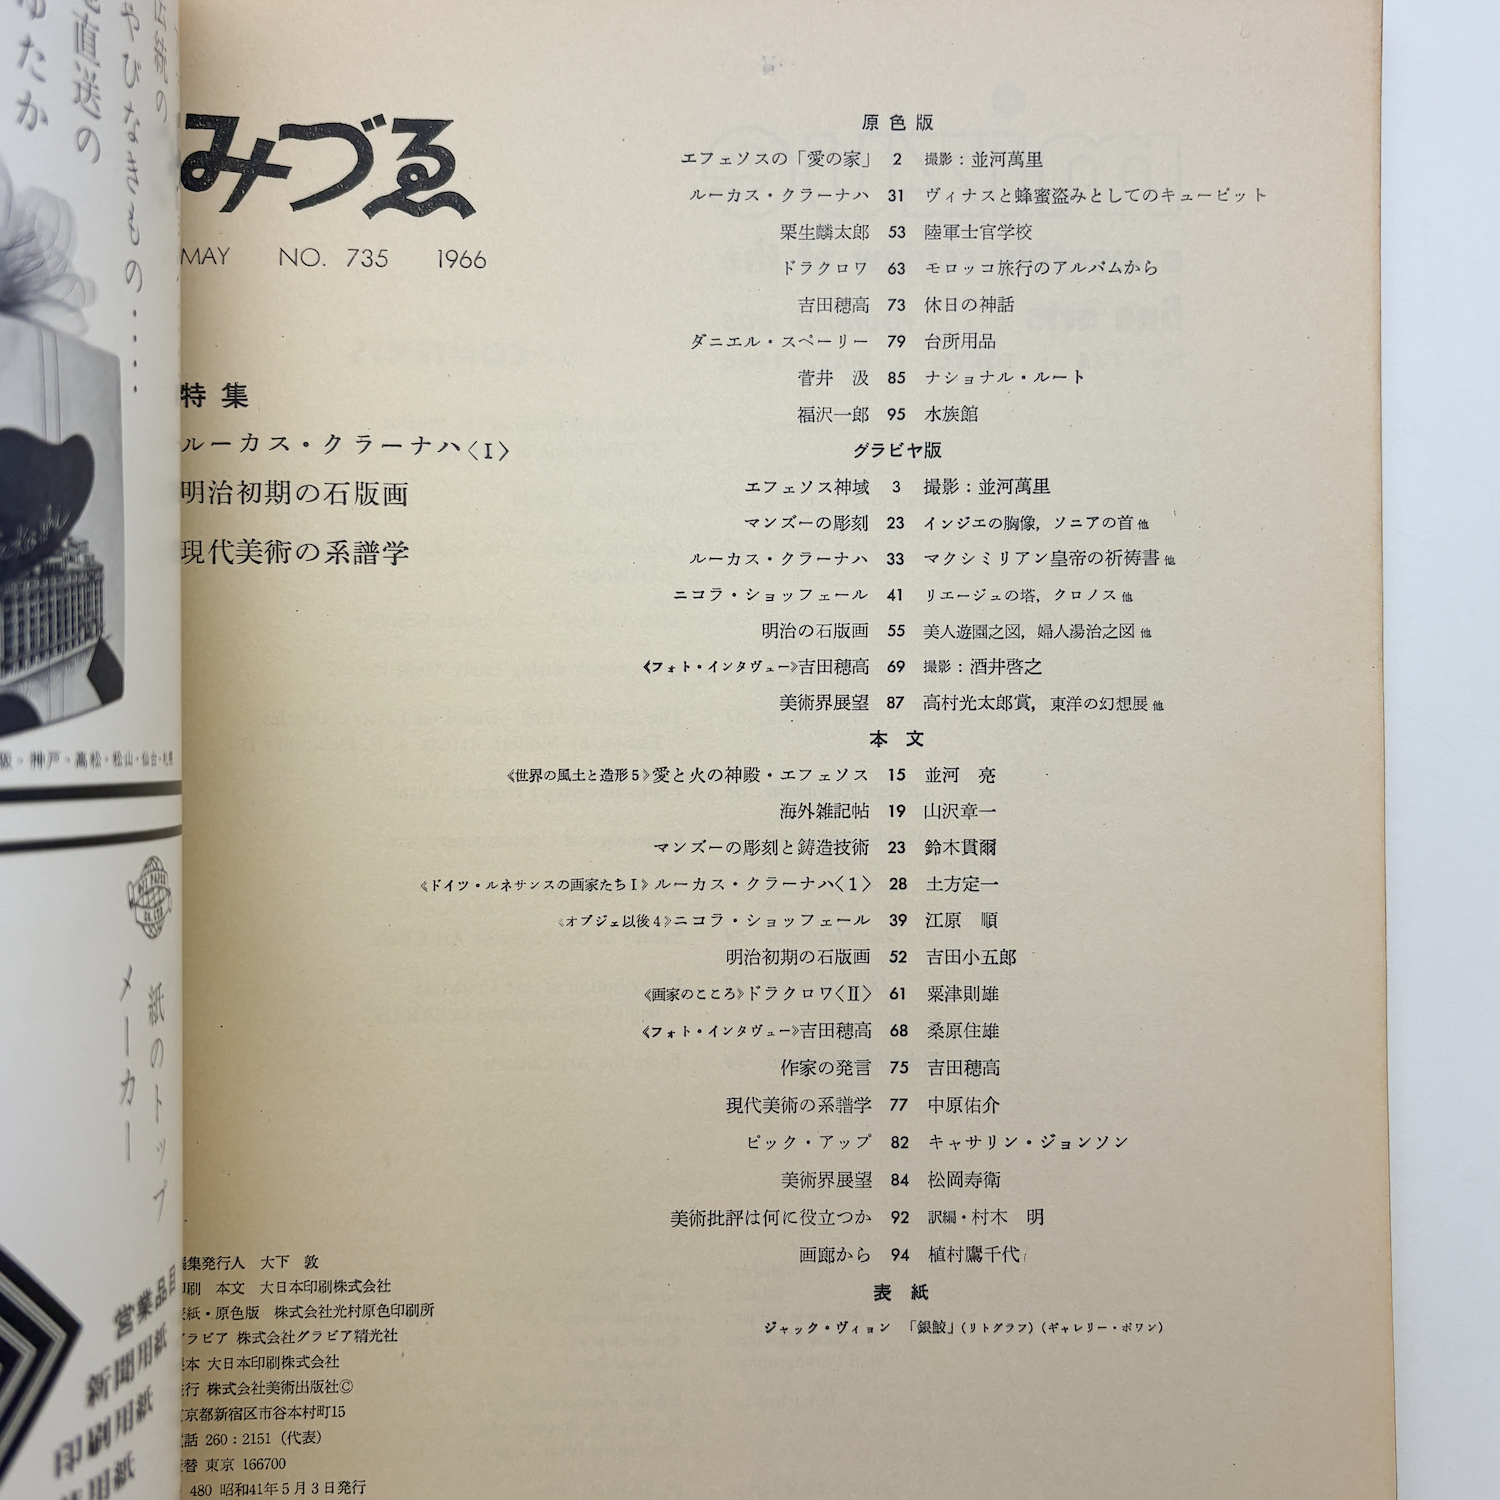 伝統の
やびなきもの・・・・
直送の
ゆたか
阪・神戸・高松・松山・仙台・札幌
紙のトップ
メーカー
営業品目
新聞用紙
印刷用紙
用紙
みづゑ
MAY NO. 735 1966
特集
ルーカス・クラーナハ〈I〉
明治初期の石版画
現代美術の系譜学
編集発行人 大下 敦
印刷 本文 大日本印刷株式会社
表紙・原色版 株式会社光村原色印刷所
グラビア 株式会社グラビア精光社
製本 大日本印刷株式会社
発行 株式会社美術出版社©
東京都新宿区市谷本村町15
電話 260:2151 (代表)
振替 東京 166700
480 昭和41年5月3日発行
原色版
エフェソスの「愛の家」 2 撮影:並河萬里
ルーカス・クラーナハ 31 ヴィナスと蜂蜜盗みとしてのキューピット
栗生麟太郎 53 陸軍士官学校
ドラクロワ 63 モロッコ旅行のアルバムから
吉田穂高 73 休日の神話
ダニエル・スペーリー 79 台所用品
菅井 汲 85 ナショナル・ルート
福沢一郎 95 水族館
グラビヤ版
エフェソス神域 3 撮影:並河萬里
マンズーの彫刻 23 インジエの胸像,ソニアの首他
ルーカス・クラーナハ 33 マクシミリアン皇帝の祈祷書他
ニコラ・ショッフェール 41 リエージュの塔,クロノス他
明治の石版画 55 美人遊園之図,婦人湯治之図他
《フォト・インタヴュー》吉田穂高 69 撮影:酒井啓之
美術界展望 87 高村光太郎賞,東洋の幻想展他
本文
《世界の風土と造形5》愛と火の神殿・エフェソス 15 並河 亮
海外雑記帖 19 山沢章一
マンズーの彫刻と鋳造技術 23 鈴木貫爾
《ドイツ・ルネサンスの画家たちI》ルーカス・クラーナハ〈1〉 28 土方定一
《オブジェ以後4》ニコラ・ショッフェール 39 江原 順
明治初期の石版画 52 吉田小五郎
《画家のこころ》ドラクロワ〈II〉 61 粟津則雄
《フォト・インタヴュー》吉田穂高 68 桑原住雄
作家の発言 75 吉田穂高
現代美術の系譜学 77 中原佑介
ピック・アップ 82 キャサリン・ジョンソン
美術界展望 84 松岡寿衛
美術批評は何に役立つか 92 訳編・村木 明
画廊から 94 植村鷹千代
表紙
ジャック・ヴィヨン 「銀鮫」(リトグラフ)(ギャレリー・ボワン)